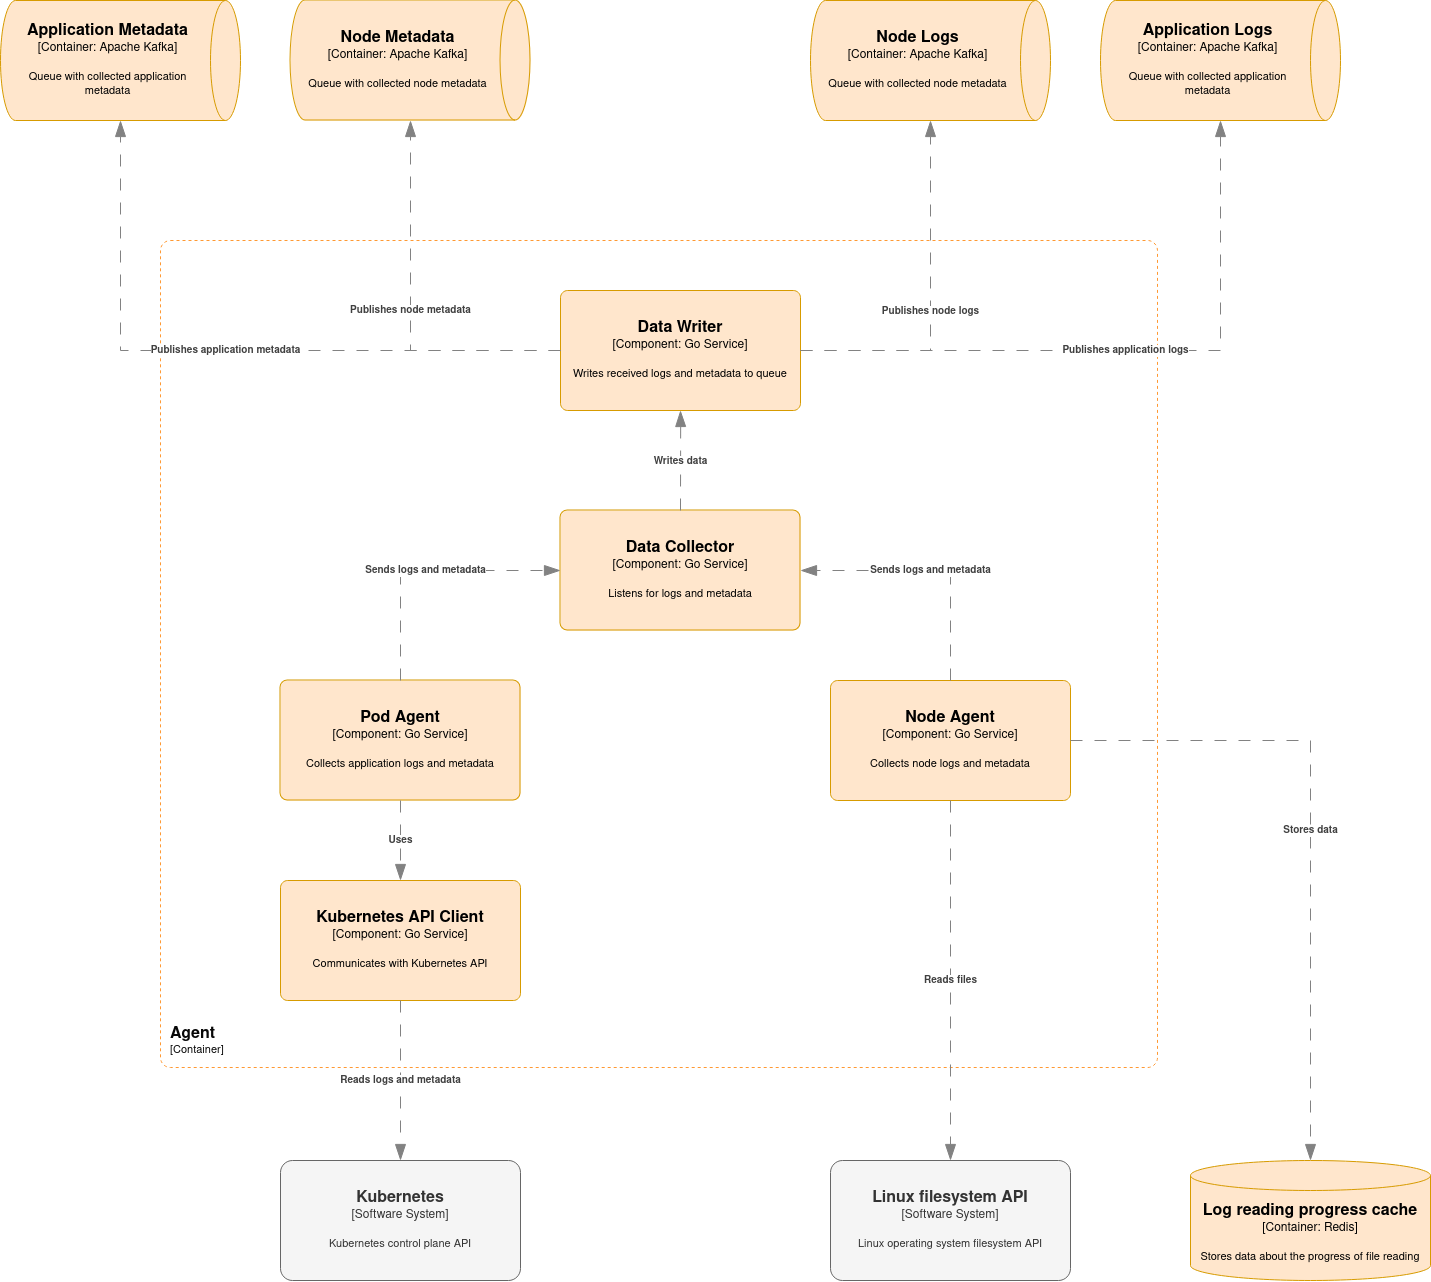 Application Metadata
[Container: Apache Kafka]
Queue with collected application
metadata
Node Metadata
[Container: Apache Kafka]
Queue with collected node metadata
Node Logs
[Container: Apache Kafka]
Queue with collected node metadata
Application Logs
[Container: Apache Kafka]
Queue with collected application
metadata
Publishes node metadata
Publishes node logs
Publishes application metadata
Publishes application logs
Data Writer
[Component: Go Service]
Writes received logs and metadata to queue
Writes data
Data Collector
[Component: Go Service]
Listens for logs and metadata
Sends logs and metadata
Sends logs and metadata
Pod Agent
[Component: Go Service]
Collects application logs and metadata
Node Agent
[Component: Go Service]
Collects node logs and metadata
Uses
Stores data
Kubernetes API Client
[Component: Go Service]
Communicates with Kubernetes API
Reads files
Agent
[Container]
Reads logs and metadata
Kubernetes
[Software System]
Kubernetes control plane API
Linux filesystem API
[Software System]
Linux operating system filesystem API
Log reading progress cache
[Container: Redis]
Stores data about the progress of file reading